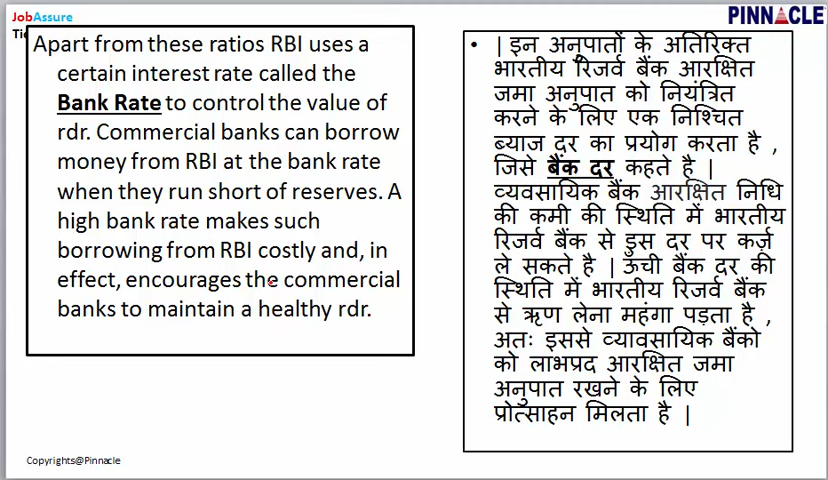 JobAssure
PINNACLE
Tie
Apart from these ratios RBI uses a
certain interest rate called the
Bank Rate to control the value of
rdr. Commercial banks can borrow
money from RBI at the bank rate
when they run short of reserves. A
high bank rate makes such
borrowing from RBI costly and, in
effect, encourages the commercial
banks to maintain a healthy rdr.
• | इन अनुपातों के अतिरिक्त
भारतीय रिजर्व बैंक आरक्षित
जमा अनुपात को नियंत्रित
करने के लिए एक निश्चित
ब्याज दर का प्रयोग करता है ,
जिसे बैंक दर कहते है |
व्यवसायिक बैंक आरक्षित निधि
की कमी की स्थिति में भारतीय
रिजर्व बैंक से इस दर पर कर्ज़
ले सकते है | ऊंची बैंक दर की
स्थिति में भारतीय रिजर्व बैंक
से ऋण लेना महंगा पड़ता है ,
अतः इससे व्यावसायिक बैंको
को लाभप्रद आरक्षित जमा
अनुपात रखने के लिए
प्रोत्साहन मिलता है |
Copyrights@Pinnacle